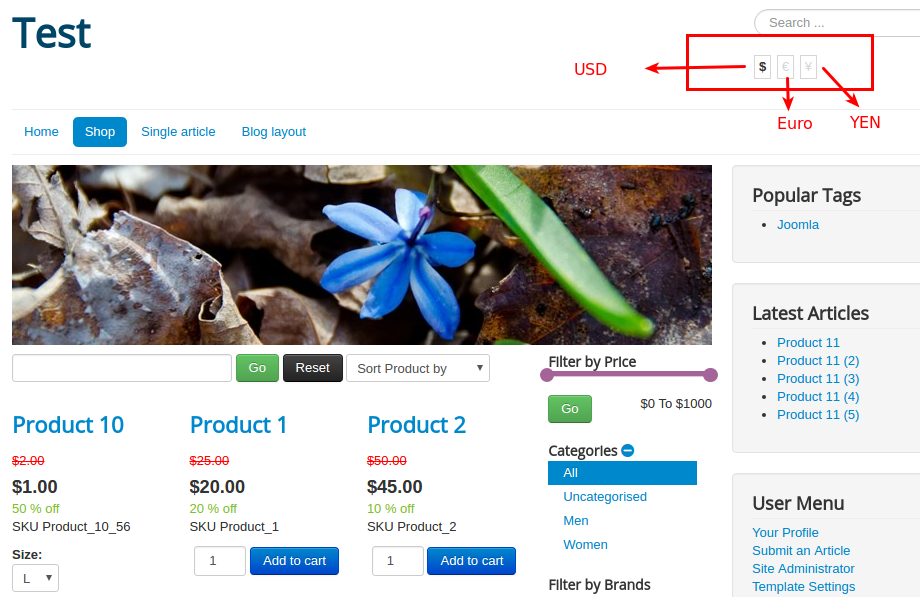 Test
Search ...
USD
$ € ¥
Euro
YEN
Home Shop Single article Blog layout
Go Reset Sort Product by
Product 10
$2.00
$1.00
50 % off
SKU Product_10_56
Size:
L
Product 1
$25.00
$20.00
20 % off
SKU Product_1
1 Add to cart
Product 2
$50.00
$45.00
10 % off
SKU Product_2
1 Add to cart
Filter by Price
Go $0 To $1000
Categories
All
Uncategorised
Men
Women
Filter by Brands
Popular Tags
Joomla
Latest Articles
Product 11
Product 11 (2)
Product 11 (3)
Product 11 (4)
Product 11 (5)
User Menu
Your Profile
Submit an Article
Site Administrator
Template Settings